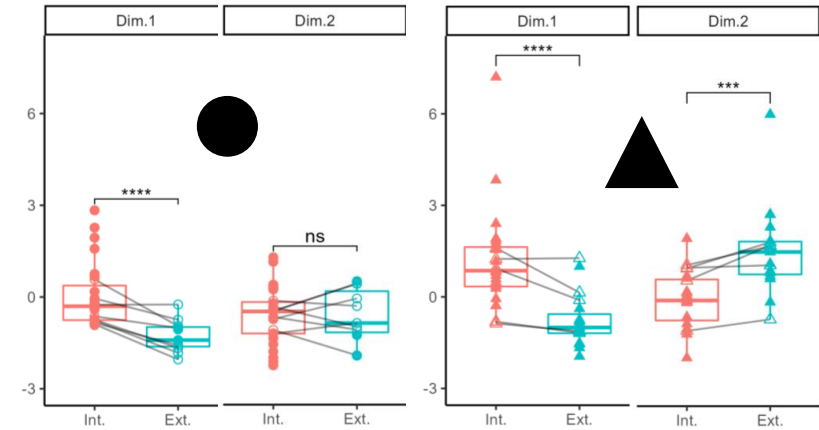 Dim.1 Dim.2 Dim.1 Dim.2
**** ***
6 6
**** ns
3 3
0 0
-3 -3
Int. Ext. Int. Ext. Int. Ext. Int. Ext.